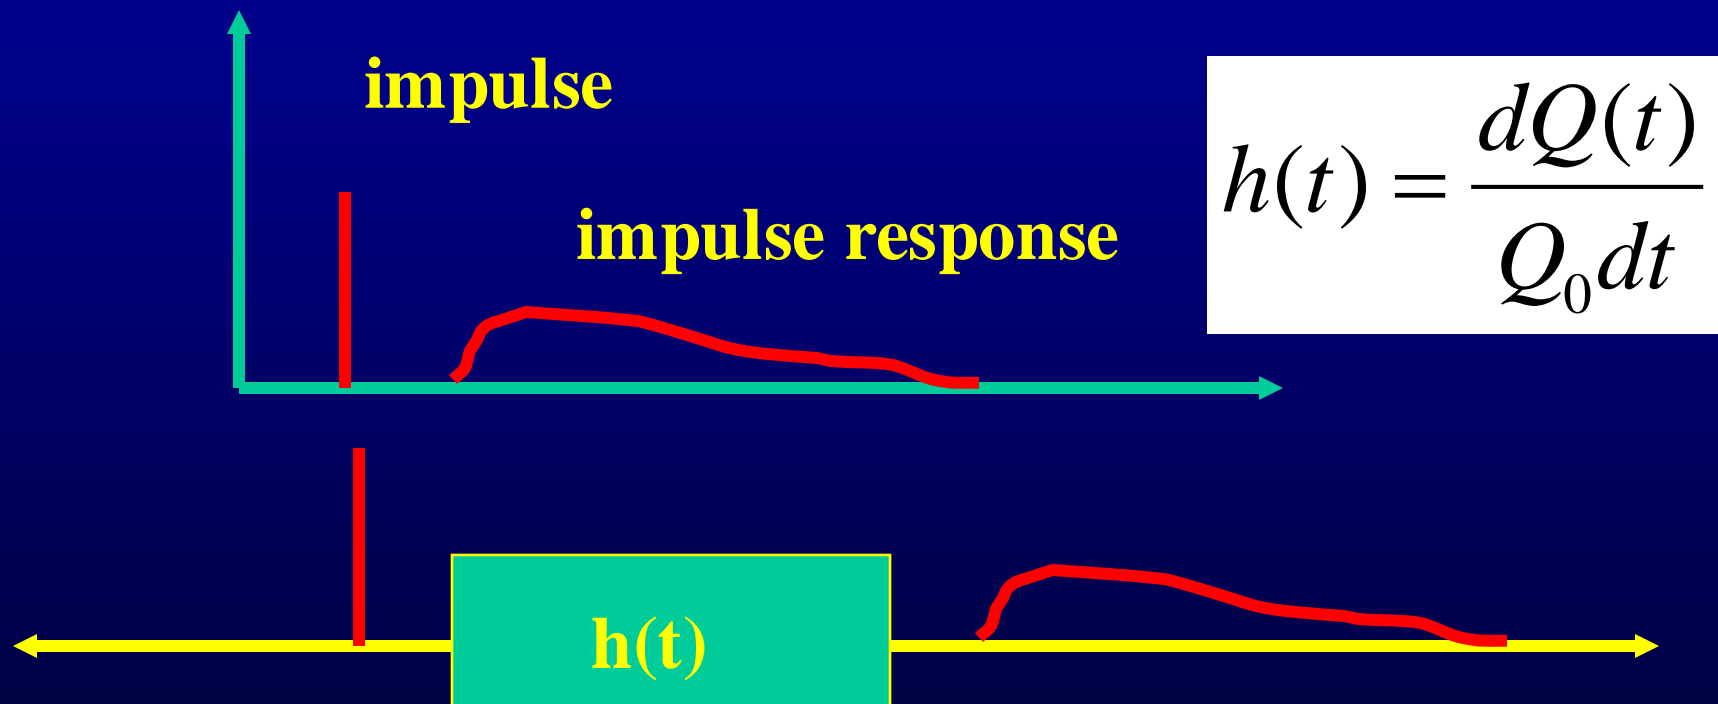 impulse
impulse response
h(t) = dQ(t) / Q₀dt
h(t)